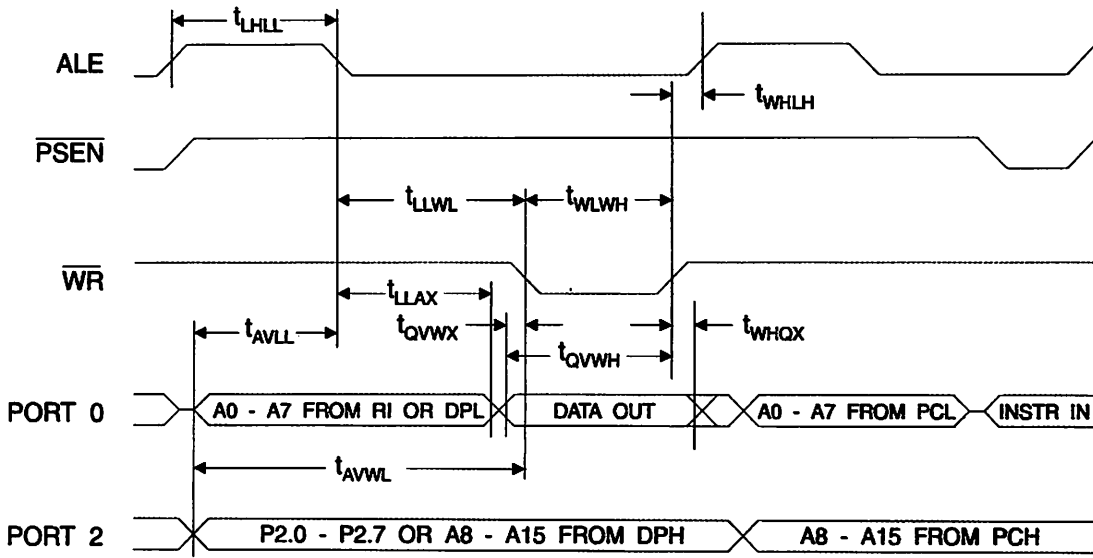 tLHLL
ALE
tWHLH
PSEN
tLLWL
tWLWH
WR
tLLAX
tAVLL
tQVWX
tWHQX
tQVWH
PORT 0
A0 - A7 FROM RI OR DPL
DATA OUT
A0 - A7 FROM PCL
INSTR IN
tAVWL
PORT 2
P2.0 - P2.7 OR A8 - A15 FROM DPH
A8 - A15 FROM PCH